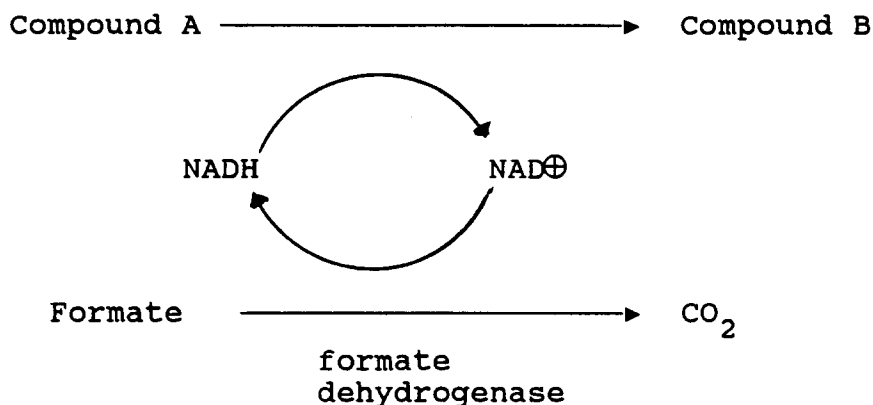 Compound A Compound B
NADH NAD⊕
Formate CO₂
formate
dehydrogenase